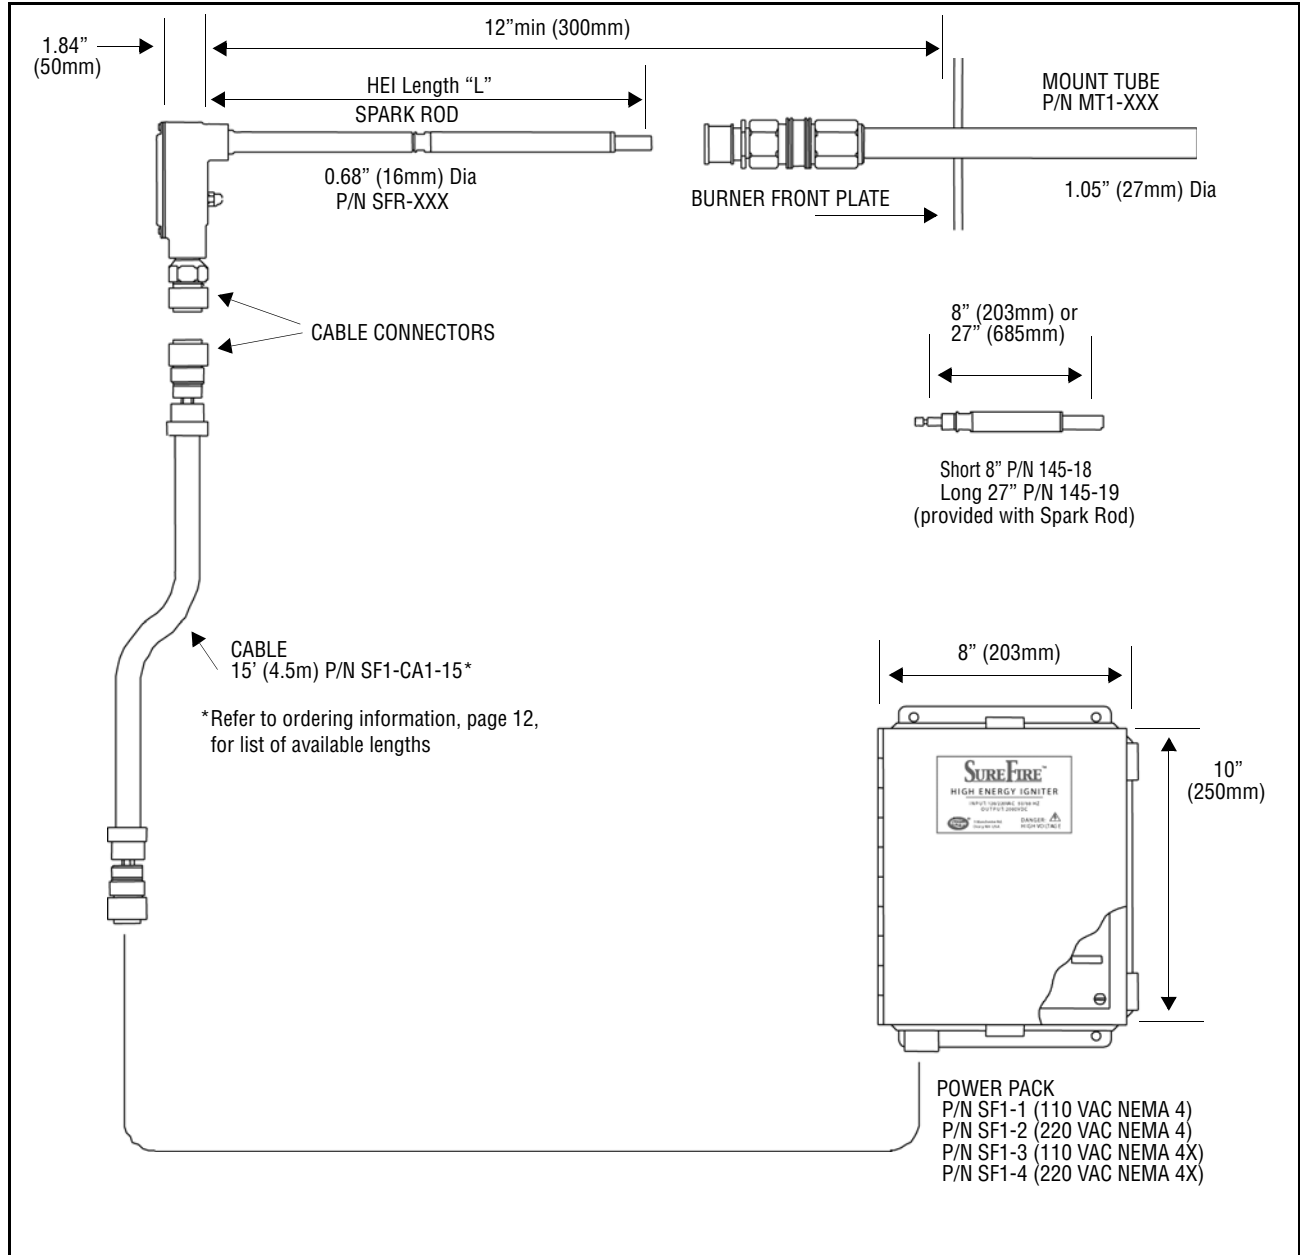 12”min (300mm)
1.84”
(50mm)
HEI Length “L”
SPARK ROD
0.68” (16mm) Dia
P/N SFR-XXX
MOUNT TUBE
P/N MT1-XXX
BURNER FRONT PLATE
1.05” (27mm) Dia
CABLE CONNECTORS
8” (203mm) or
27” (685mm)
Short 8” P/N 145-18
Long 27” P/N 145-19
(provided with Spark Rod)
CABLE
15’ (4.5m) P/N SF1-CA1-15*
*Refer to ordering information, page 12,
for list of available lengths
8” (203mm)
10”
(250mm)
SUREFIRE™
HIGH ENERGY IGNITER
DANGER:
HIGH VOLTAGE
POWER PACK
P/N SF1-1 (110 VAC NEMA 4)
P/N SF1-2 (220 VAC NEMA 4)
P/N SF1-3 (110 VAC NEMA 4X)
P/N SF1-4 (220 VAC NEMA 4X)